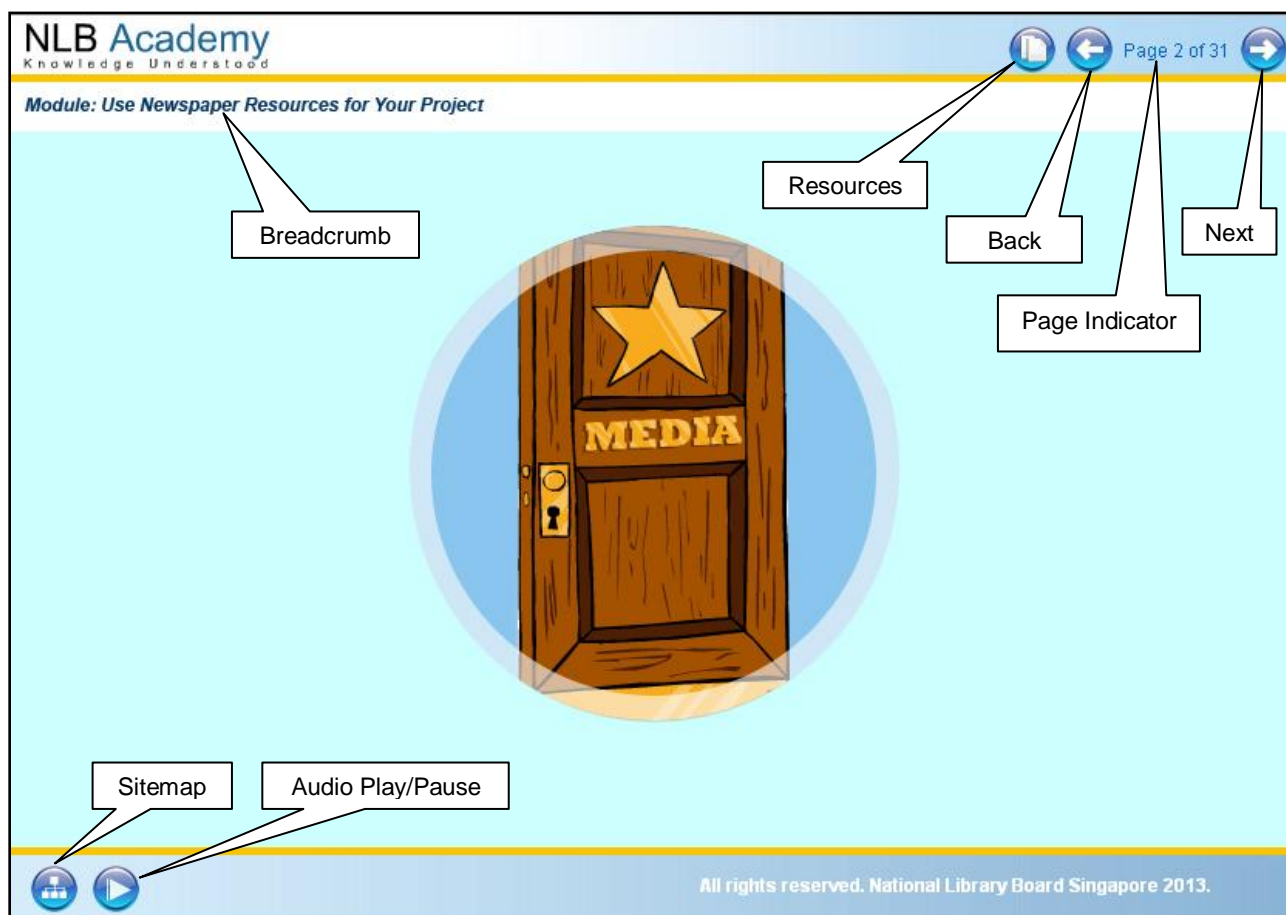 NLB Academy
Knowledge Understood
Page 2 of 31
Module: Use Newspaper Resources for Your Project
Resources
Breadcrumb
Back
Next
Page Indicator
MEDIA
Sitemap
Audio Play/Pause
All rights reserved. National Library Board Singapore 2013.